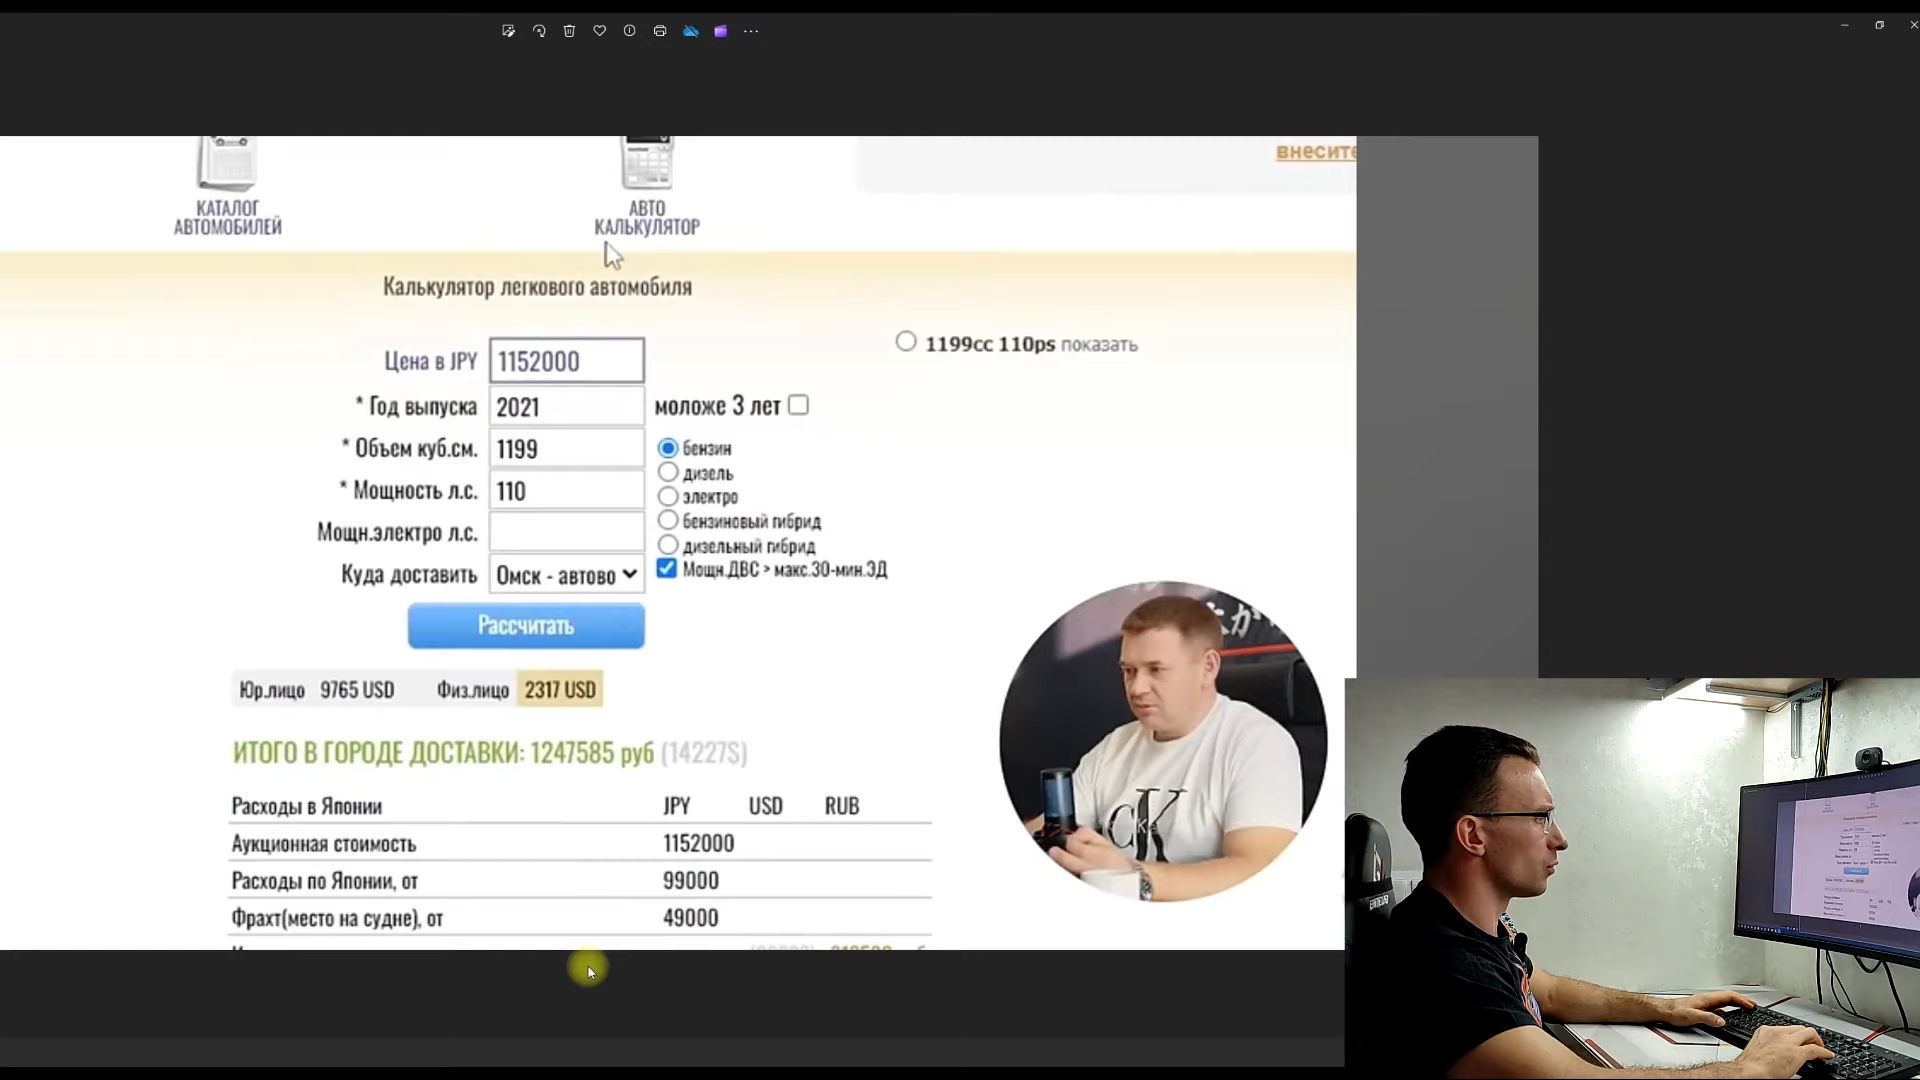 внесите
КАТАЛОГ
АВТОМОБИЛЕЙ
АВТО
КАЛЬКУЛЯТОР
Калькулятор легкового автомобиля
1199cc 110ps показать
Цена в JPY 1152000
* Год выпуска 2021 моложе 3 лет
* Объем куб.см. 1199 бензин
дизель
* Мощность л.с. 110 электро
бензиновый гибрид
Мощн.электро л.с. дизельный гибрид
Куда доставить Омск - автово Мощн.ДВС > макс.30-мин.ЭД
Рассчитать
Юр.лицо 9765 USD Физ.лицо 2317 USD
ИТОГО В ГОРОДЕ ДОСТАВКИ: 1247585 руб (14227$)
Расходы в Японии JPY USD RUB
Аукционная стоимость 1152000
Расходы по Японии, от 99000
Фрахт(место на судне), от 49000
CK